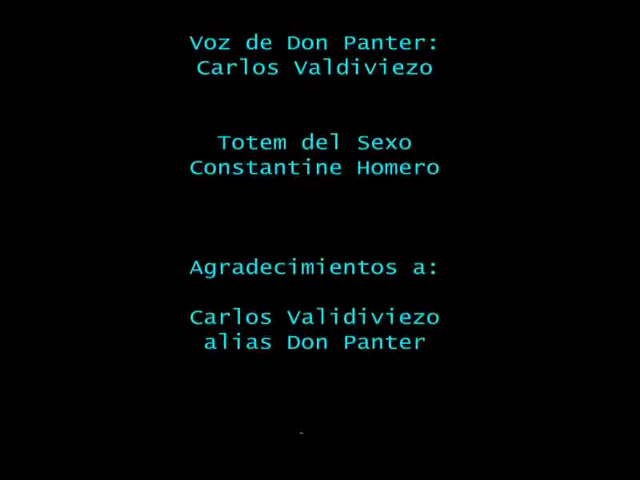 Voz de Don Panter:
Carlos Valdiviezo
Totem del Sexo
Constantine Homero
Agradecimientos a:
Carlos Validiviezo
alias Don Panter